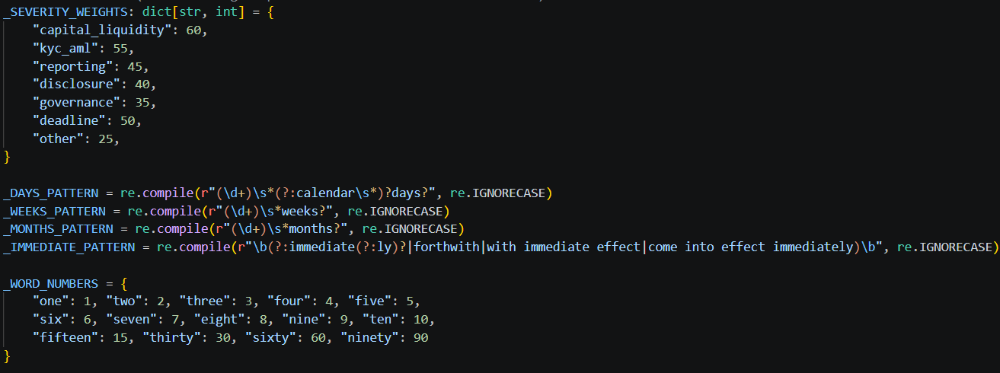 _SEVERITY_WEIGHTS: dict[str, int] = {
    "capital_liquidity": 60,
    "kyc_aml": 55,
    "reporting": 45,
    "disclosure": 40,
    "governance": 35,
    "deadline": 50,
    "other": 25,
}

_DAYS_PATTERN = re.compile(r"(\d+)\s*(?:calendar\s*)?days?", re.IGNORECASE)
_WEEKS_PATTERN = re.compile(r"(\d+)\s*weeks?", re.IGNORECASE)
_MONTHS_PATTERN = re.compile(r"(\d+)\s*months?", re.IGNORECASE)
_IMMEDIATE_PATTERN = re.compile(r"\b(?:immediate(?:ly)?|forthwith|with immediate effect|come into effect immediately)\b", re.IGNORECASE)

_WORD_NUMBERS = {
    "one": 1, "two": 2, "three": 3, "four": 4, "five": 5,
    "six": 6, "seven": 7, "eight": 8, "nine": 9, "ten": 10,
    "fifteen": 15, "thirty": 30, "sixty": 60, "ninety": 90
}